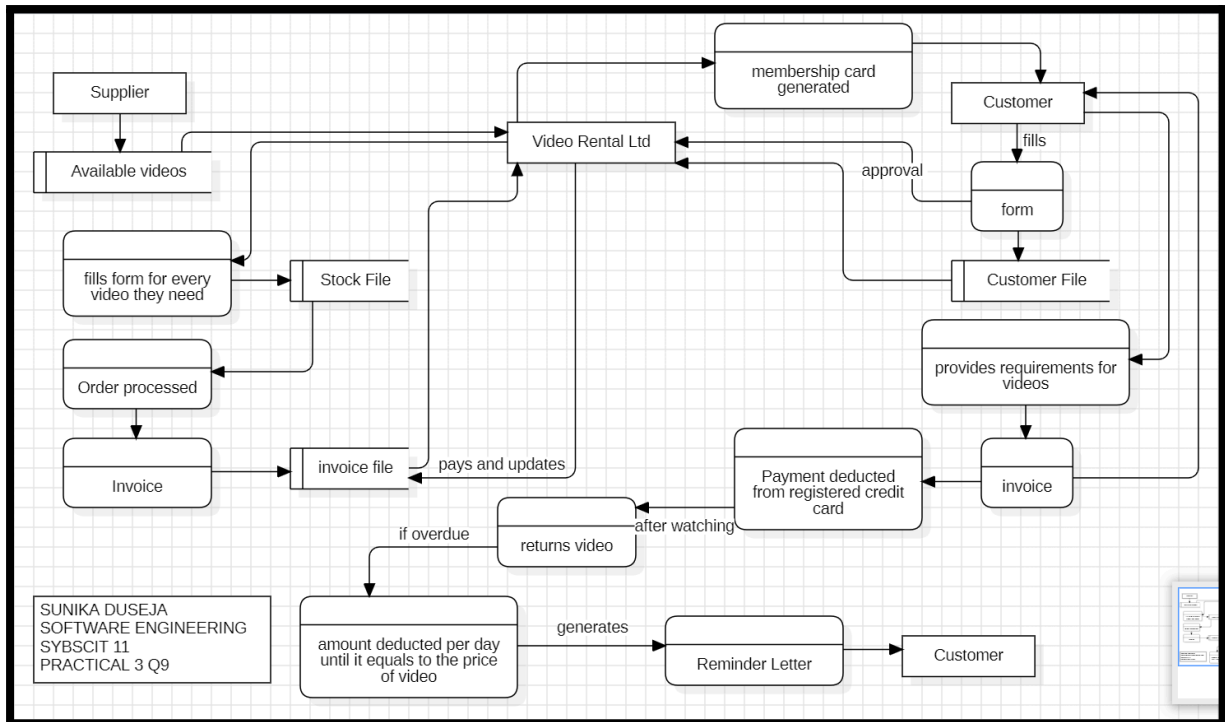 membership card
generated
Supplier
Customer
Video Rental Ltd
fills
Available videos
approval
form
fills form for every
video they need
Stock File
Customer File
Order processed
provides requirements for
videos
invoice file
pays and updates
Invoice
Payment deducted
from registered credit
card
invoice
after watching
if overdue
returns video
SUNIKA DUSEJA
SOFTWARE ENGINEERING
SYBSCIT 11
PRACTICAL 3 Q9
amount deducted per day
until it equals to the price
of video
generates
Reminder Letter
Customer